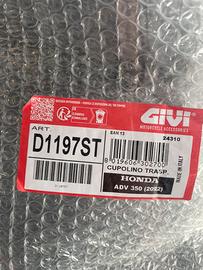 GIVI
MOTORCYCLE ACCESSORIES
ART.
EAN 13
24310
D1197ST
8 019606 302700
MADE IN ITALY
CUPOLINO TRASP.
HONDA
ADV 350 (2022)